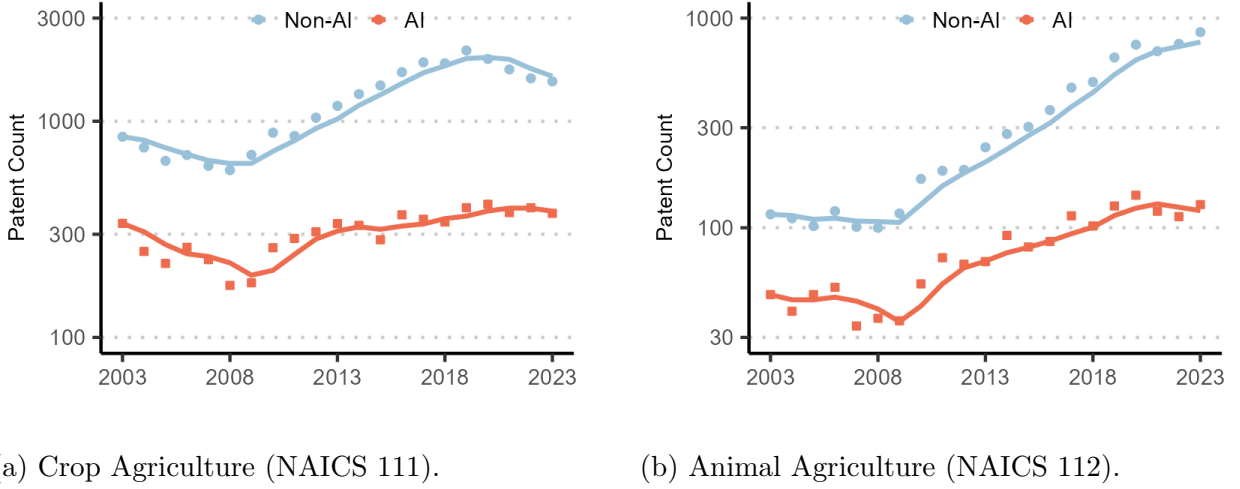 3000
1000
300
100
Patent Count
Non-AI AI
2003 2008 2013 2018 2023
1000
300
100
30
Patent Count
Non-AI AI
2003 2008 2013 2018 2023
a) Crop Agriculture (NAICS 111).
(b) Animal Agriculture (NAICS 112).